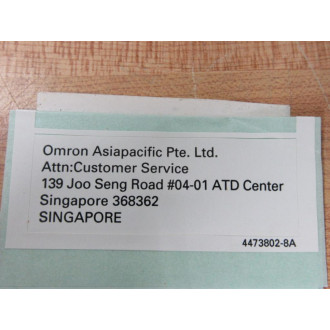 Omron Asiapacific Pte. Ltd.
Attn:Customer Service
139 Joo Seng Road #04-01 ATD Center
Singapore 368362
SINGAPORE
4473802-8A